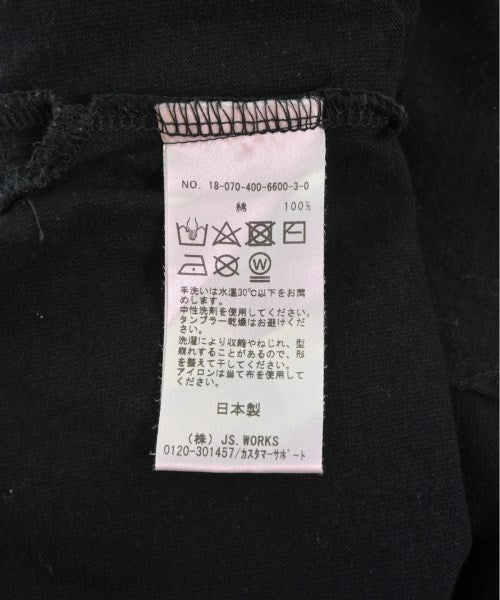 NO. 18-070-400-6600-3-0
綿 100%
手洗いは水温30℃以下をお薦
めします。
中性洗剤を使用してください。
タンブラー乾燥はお避けくだ
さい。
洗濯により収縮やねじれ、型
崩れすることがあるので、形
を整えて干してください。
アイロンは当て布を使用して
ください。
日本製
(株) JS. WORKS
0120-301457/カスタマーサポート